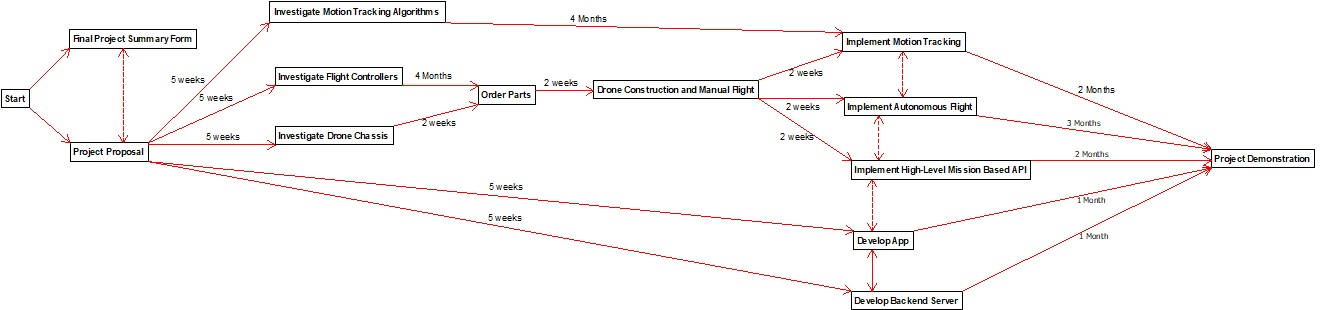 Investigate Motion Tracking Algorithms
4 Months
Final Project Summary Form
Implement Motion Tracking
5 weeks
Investigate Flight Controllers
4 Months
2 weeks
2 weeks
Drone Construction and Manual Flight
2 Months
Start
5 weeks
Order Parts
2 weeks
Implement Autonomous Flight
3 Months
5 weeks
Investigate Drone Chassis
2 weeks
2 weeks
Project Proposal
2 Months
Project Demonstration
Implement High-Level Mission Based API
5 weeks
1 Month
5 weeks
Develop App
1 Month
Develop Backend Server